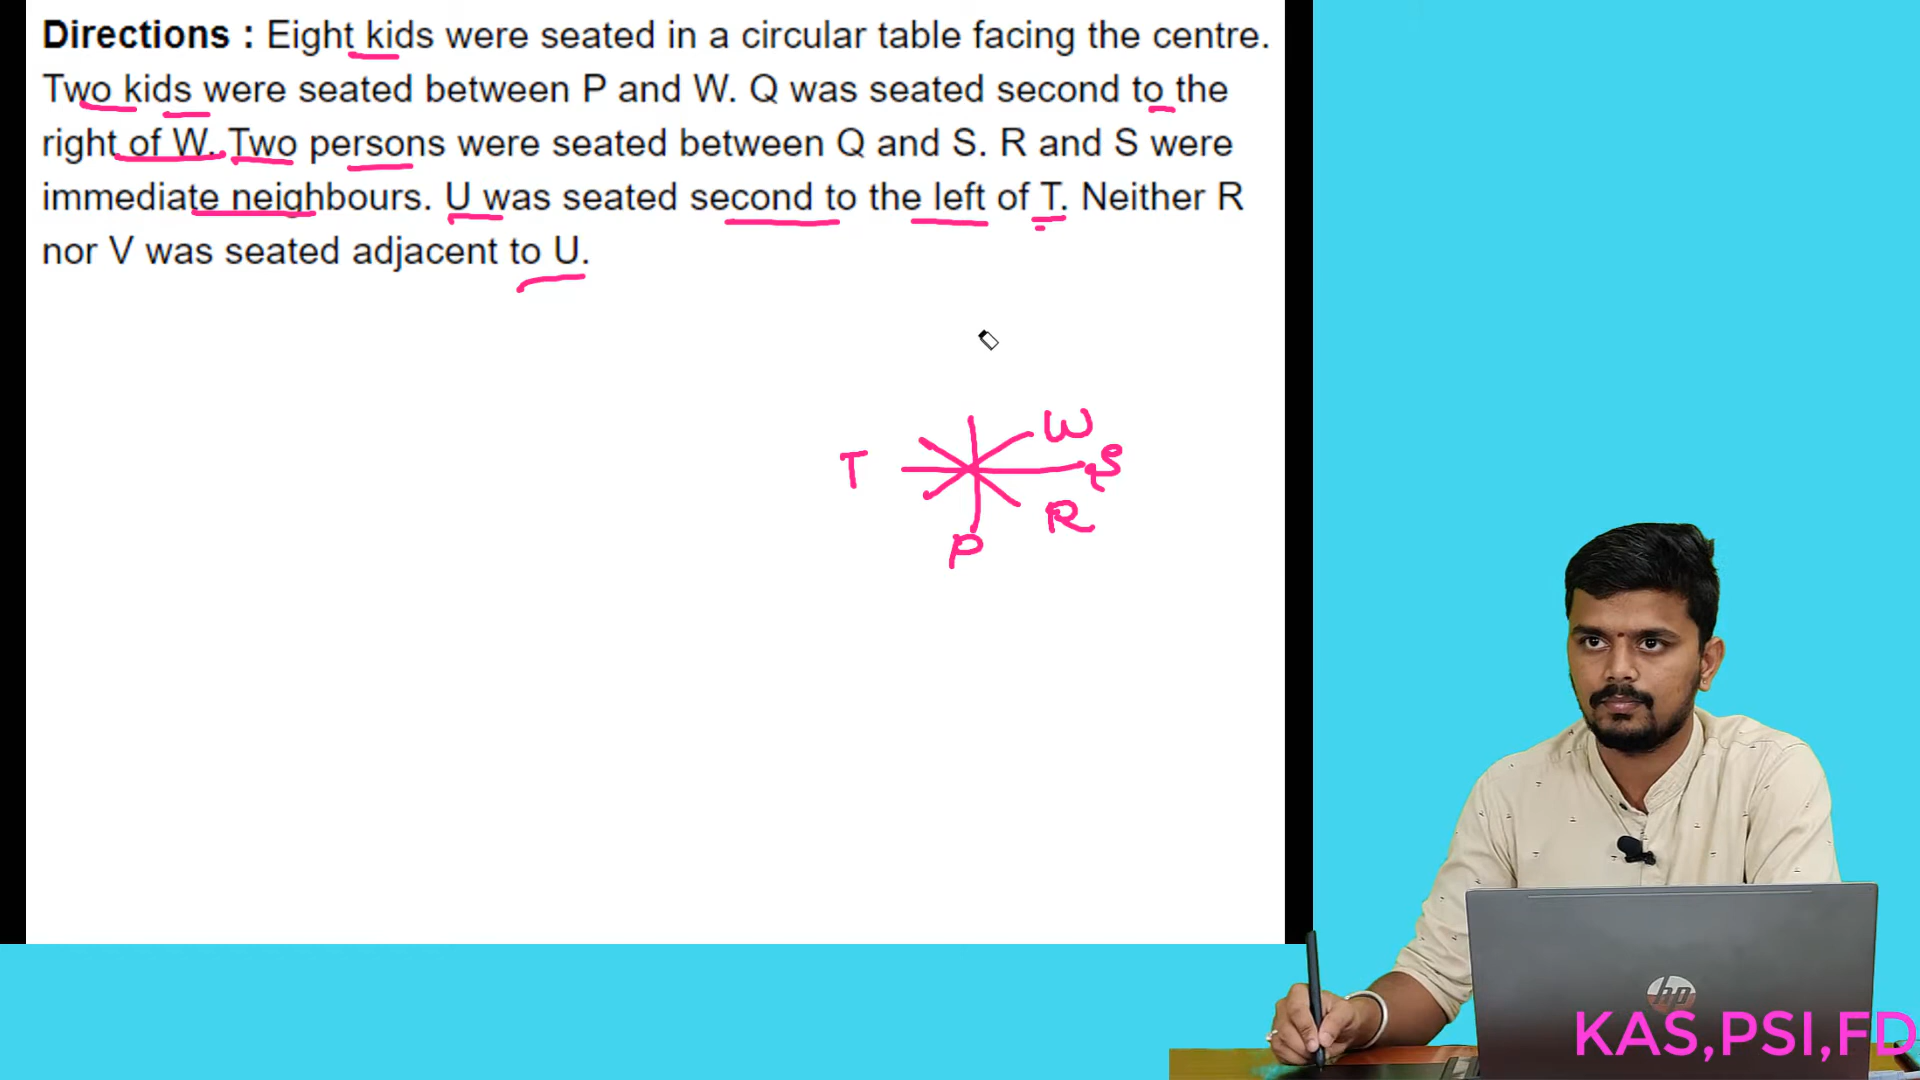 Directions : Eight kids were seated in a circular table facing the centre.
Two kids were seated between P and W. Q was seated second to the
right of W. Two persons were seated between Q and S. R and S were
immediate neighbours. U was seated second to the left of T. Neither R
nor V was seated adjacent to U.
W
T
S
R
P
hp
KAS,PSI,FD